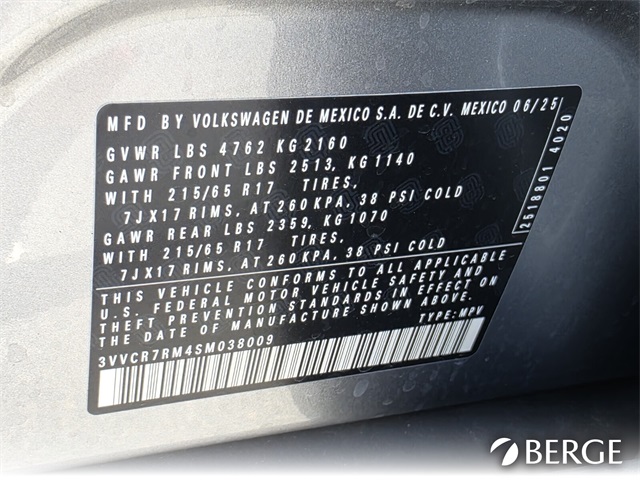 MFD BY VOLKSWAGEN DE MEXICO S.A. DE C.V. MEXICO 06/25
GVWR LBS 4762 KG 2160
GAWR FRONT LBS 2513, KG 1140
WITH 215/65 R17 TIRES,
7JX17 RIMS, AT 260 KPA, 38 PSI COLD
GAWR REAR LBS 2359, KG 1070
WITH 215/65 R17 TIRES,
7JX17 RIMS, AT 260 KPA, 38 PSI COLD
THIS VEHICLE CONFORMS TO ALL APPLICABLE
U.S. FEDERAL MOTOR VEHICLE SAFETY AND
THEFT PREVENTION STANDARDS IN EFFECT ON
THE DATE OF MANUFACTURE SHOWN ABOVE.
3VVCR7RM4SM038009 TYPE: MPV
2518801 4020
BERGE